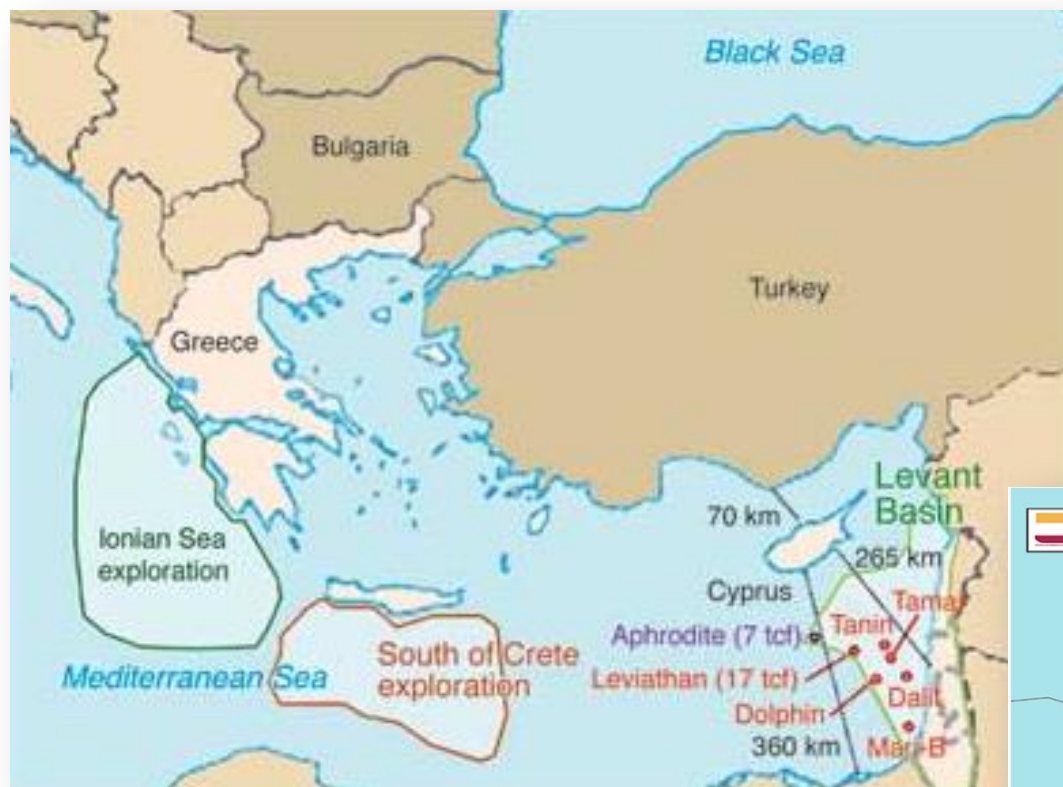 Black Sea
Bulgaria
Turkey
Greece
Levant
Basin
70 km
Ionian Sea
exploration
265 km
Cyprus
Tamar
Tanin
Aphrodite (7 tcf)
South of Crete
exploration
Mediterranean Sea
Leviathan (17 tcf)
Dalit
Dolphin
360 km
Mari-B